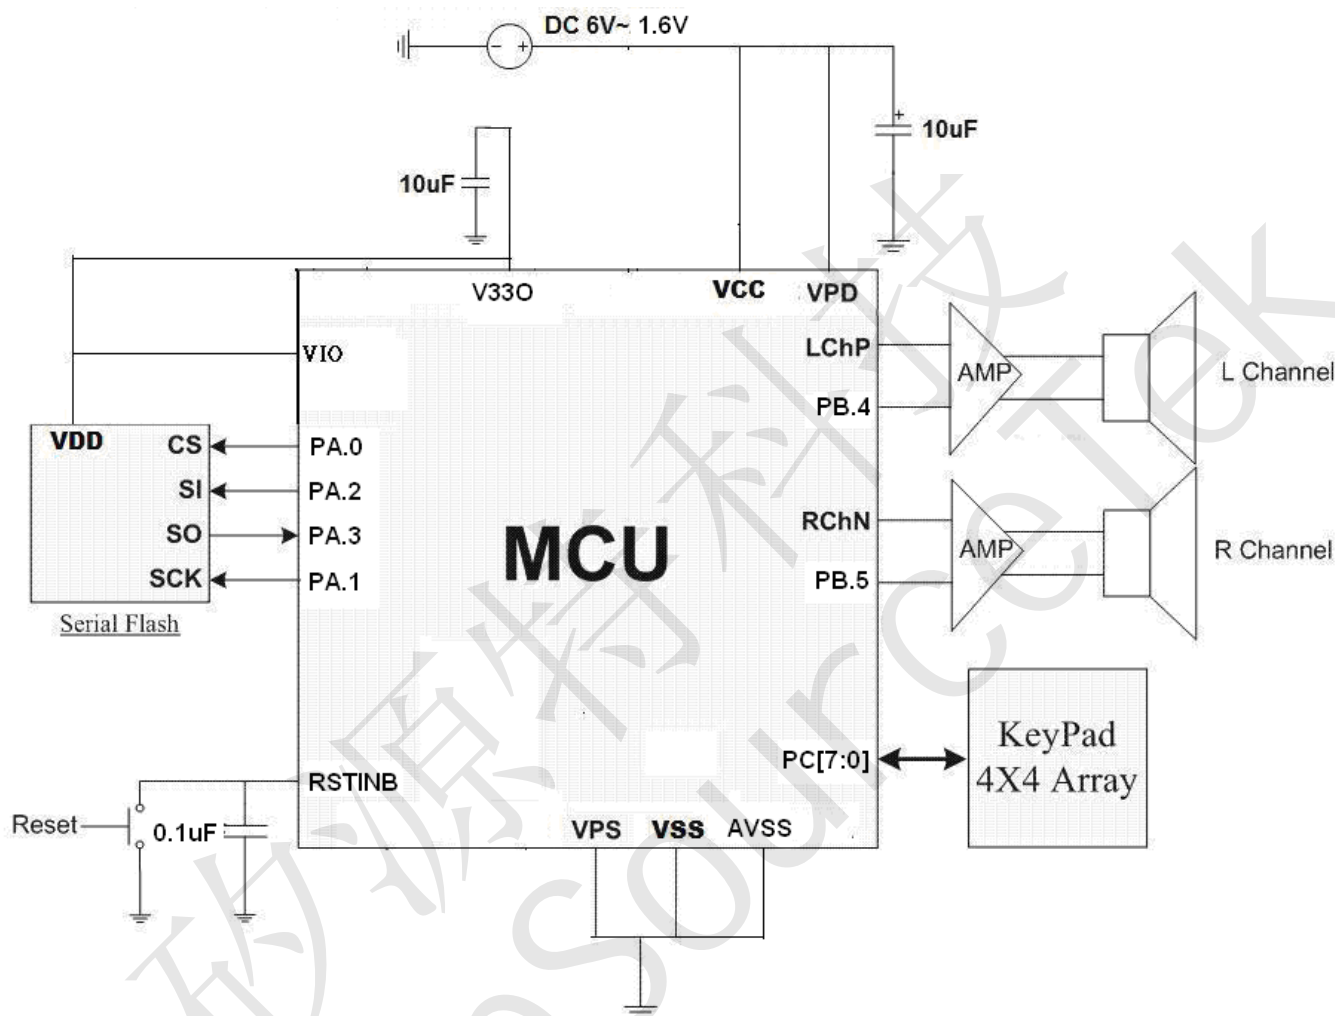 DC 6V~ 1.6V
- +
+
10uF
10uF
V33O VCC VPD
VIO
LChP
AMP
L Channel
PB.4
VDD CS
PA.0
SI
PA.2
SO
PA.3
SCK
PA.1
Serial Flash
MCU
RChN
AMP
R Channel
PB.5
KeyPad
4X4 Array
PC[7:0]
RSTINB
Reset
0.1uF
VPS VSS AVSS
矽源特科技
Source Tek